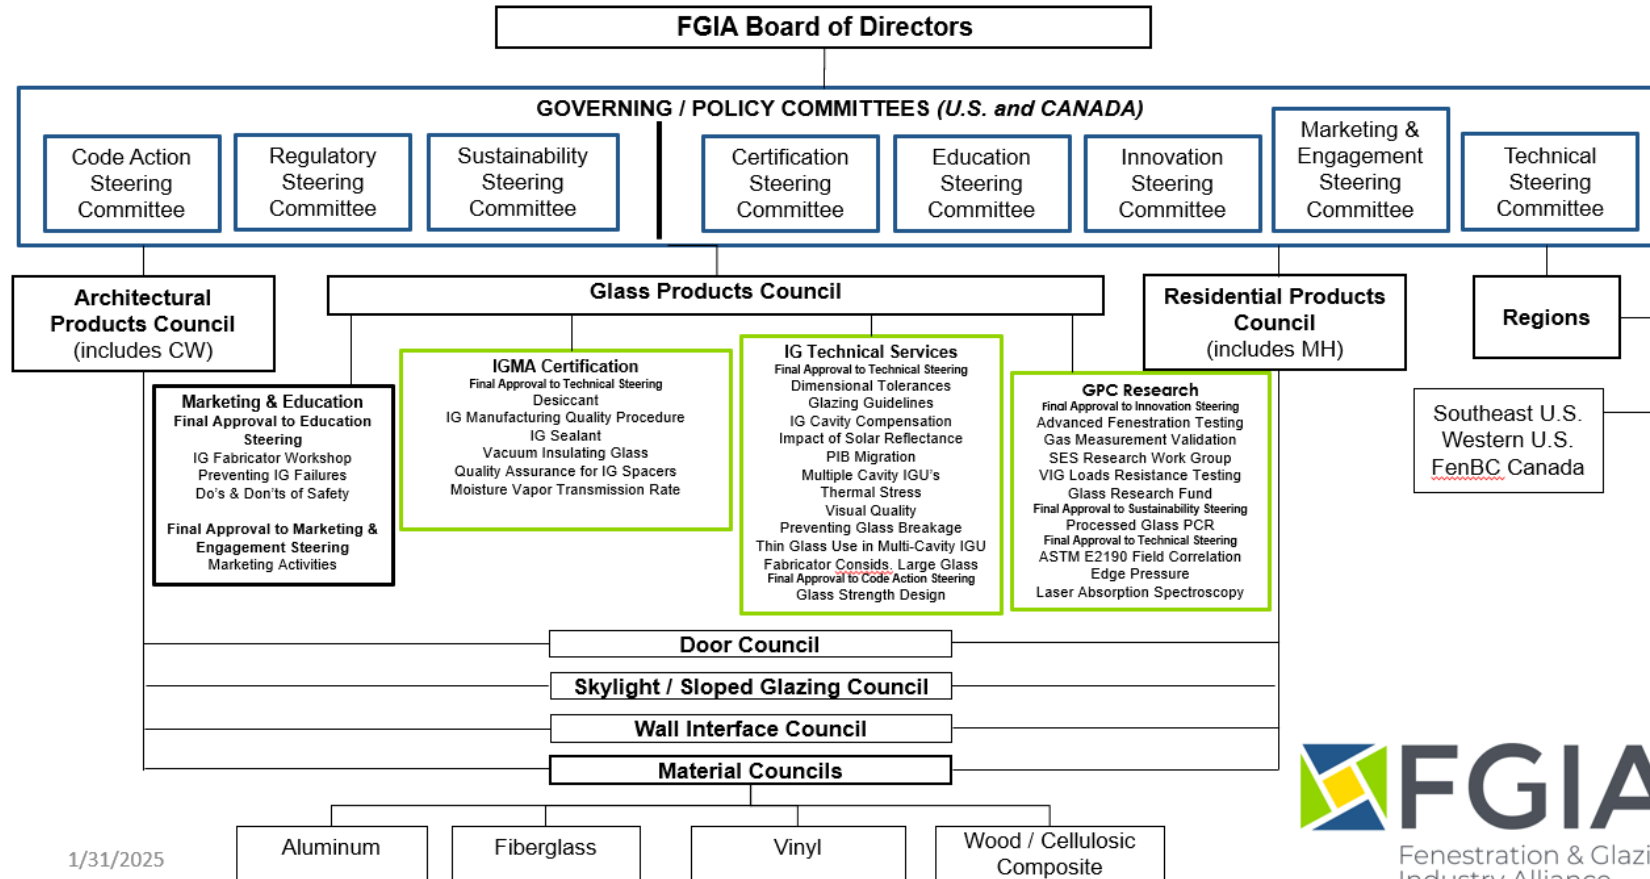 FGIA Board of Directors
GOVERNING / POLICY COMMITTEES (U.S. and CANADA)
Code Action
Steering
Committee
Regulatory
Steering
Committee
Sustainability
Steering
Committee
Certification
Steering
Committee
Education
Steering
Committee
Innovation
Steering
Committee
Marketing &
Engagement
Steering
Committee
Technical
Steering
Committee
Architectural
Products Council
(includes CW)
Glass Products Council
Residential Products
Council
(includes MH)
Regions
Marketing & Education
Final Approval to Education
Steering
IG Fabricator Workshop
Preventing IG Failures
Do's & Don'ts of Safety
Final Approval to Marketing &
Engagement Steering
Marketing Activities
IGMA Certification
Final Approval to Technical Steering
Desiccant
IG Manufacturing Quality Procedure
IG Sealant
Vacuum Insulating Glass
Quality Assurance for IG Spacers
Moisture Vapor Transmission Rate
IG Technical Services
Final Approval to Technical Steering
Dimensional Tolerances
Glazing Guidelines
IG Cavity Compensation
Impact of Solar Reflectance
PIB Migration
Multiple Cavity IGU's
Thermal Stress
Visual Quality
Preventing Glass Breakage
Thin Glass Use in Multi-Cavity IGU
Fabricator Consids. Large Glass
Final Approval to Code Action Steering
Glass Strength Design
GPC Research
Final Approval to Innovation Steering
Advanced Fenestration Testing
Gas Measurement Validation
SES Research Work Group
VIG Loads Resistance Testing
Glass Research Fund
Final Approval to Sustainability Steering
Processed Glass PCR
Final Approval to Technical Steering
ASTM E2190 Field Correlation
Edge Pressure
Laser Absorption Spectroscopy
Southeast U.S.
Western U.S.
FenBC Canada
Door Council
Skylight / Sloped Glazing Council
Wall Interface Council
Material Councils
Aluminum
Fiberglass
Vinyl
Wood / Cellulosic
Composite
1/31/2025
FGIA
Fenestration & Glazi
Industry Alliance